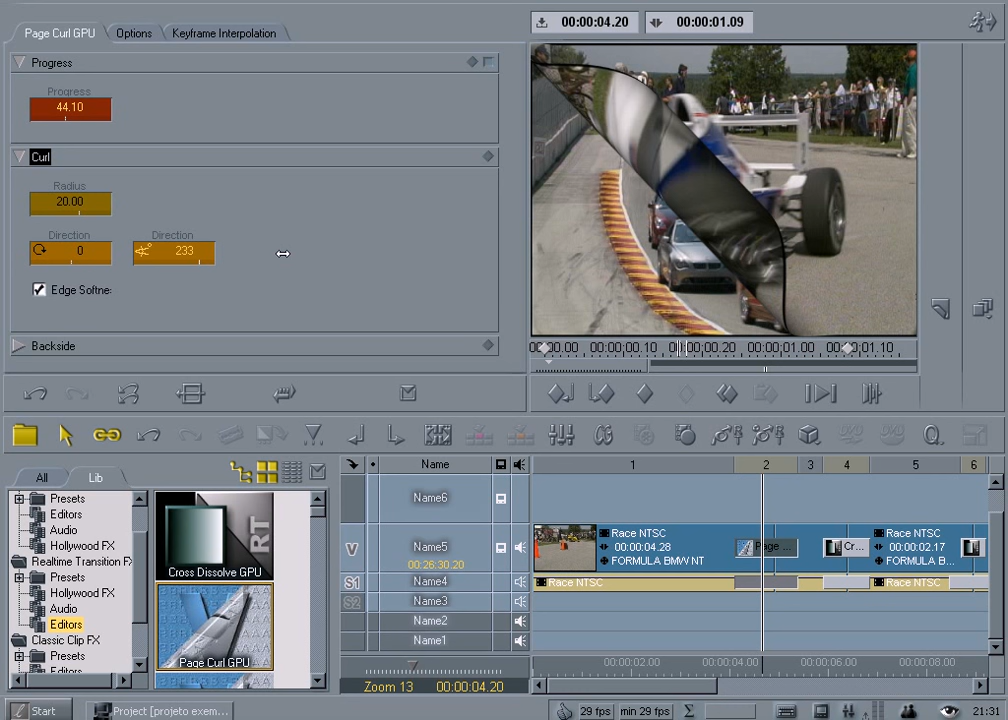 00:00:04.20
00:00:01.09
Page Curl GPU
Options
Keyframe Interpolation
Progress
Progress
44.10
Curl
Radius
20.00
Direction
Direction
0
233
Edge Softne:
Backside
00:00:00.10
00:00:00.20
00:00:01.00
00:00:01.10
All
Lib
Presets
Editors
Audio
Hollywood FX
Realtime Transition FX
Presets
Hollywood FX
Audio
Editors
Classic Clip FX
Presets
Editors
RT
Cross Dissolve GPU
Page Curl GPU
Name
1
2
3
4
5
6
Name6
V
Name5
00:26:30.20
Race NTSC
00:00:04.28
FORMULA BMW NT
Page ...
Cr...
Race NTSC
00:00:02.17
FORMULA B...
S1
Name4
Race NTSC
Race NTSC
S2
Name3
Name2
Name1
00:00:02.00
00:00:04.00
00:00:06.00
00:00:08.00
Zoom 13
00:00:04.20
Start
Project [projeto exem...
29 fps
min 29 fps
21:31